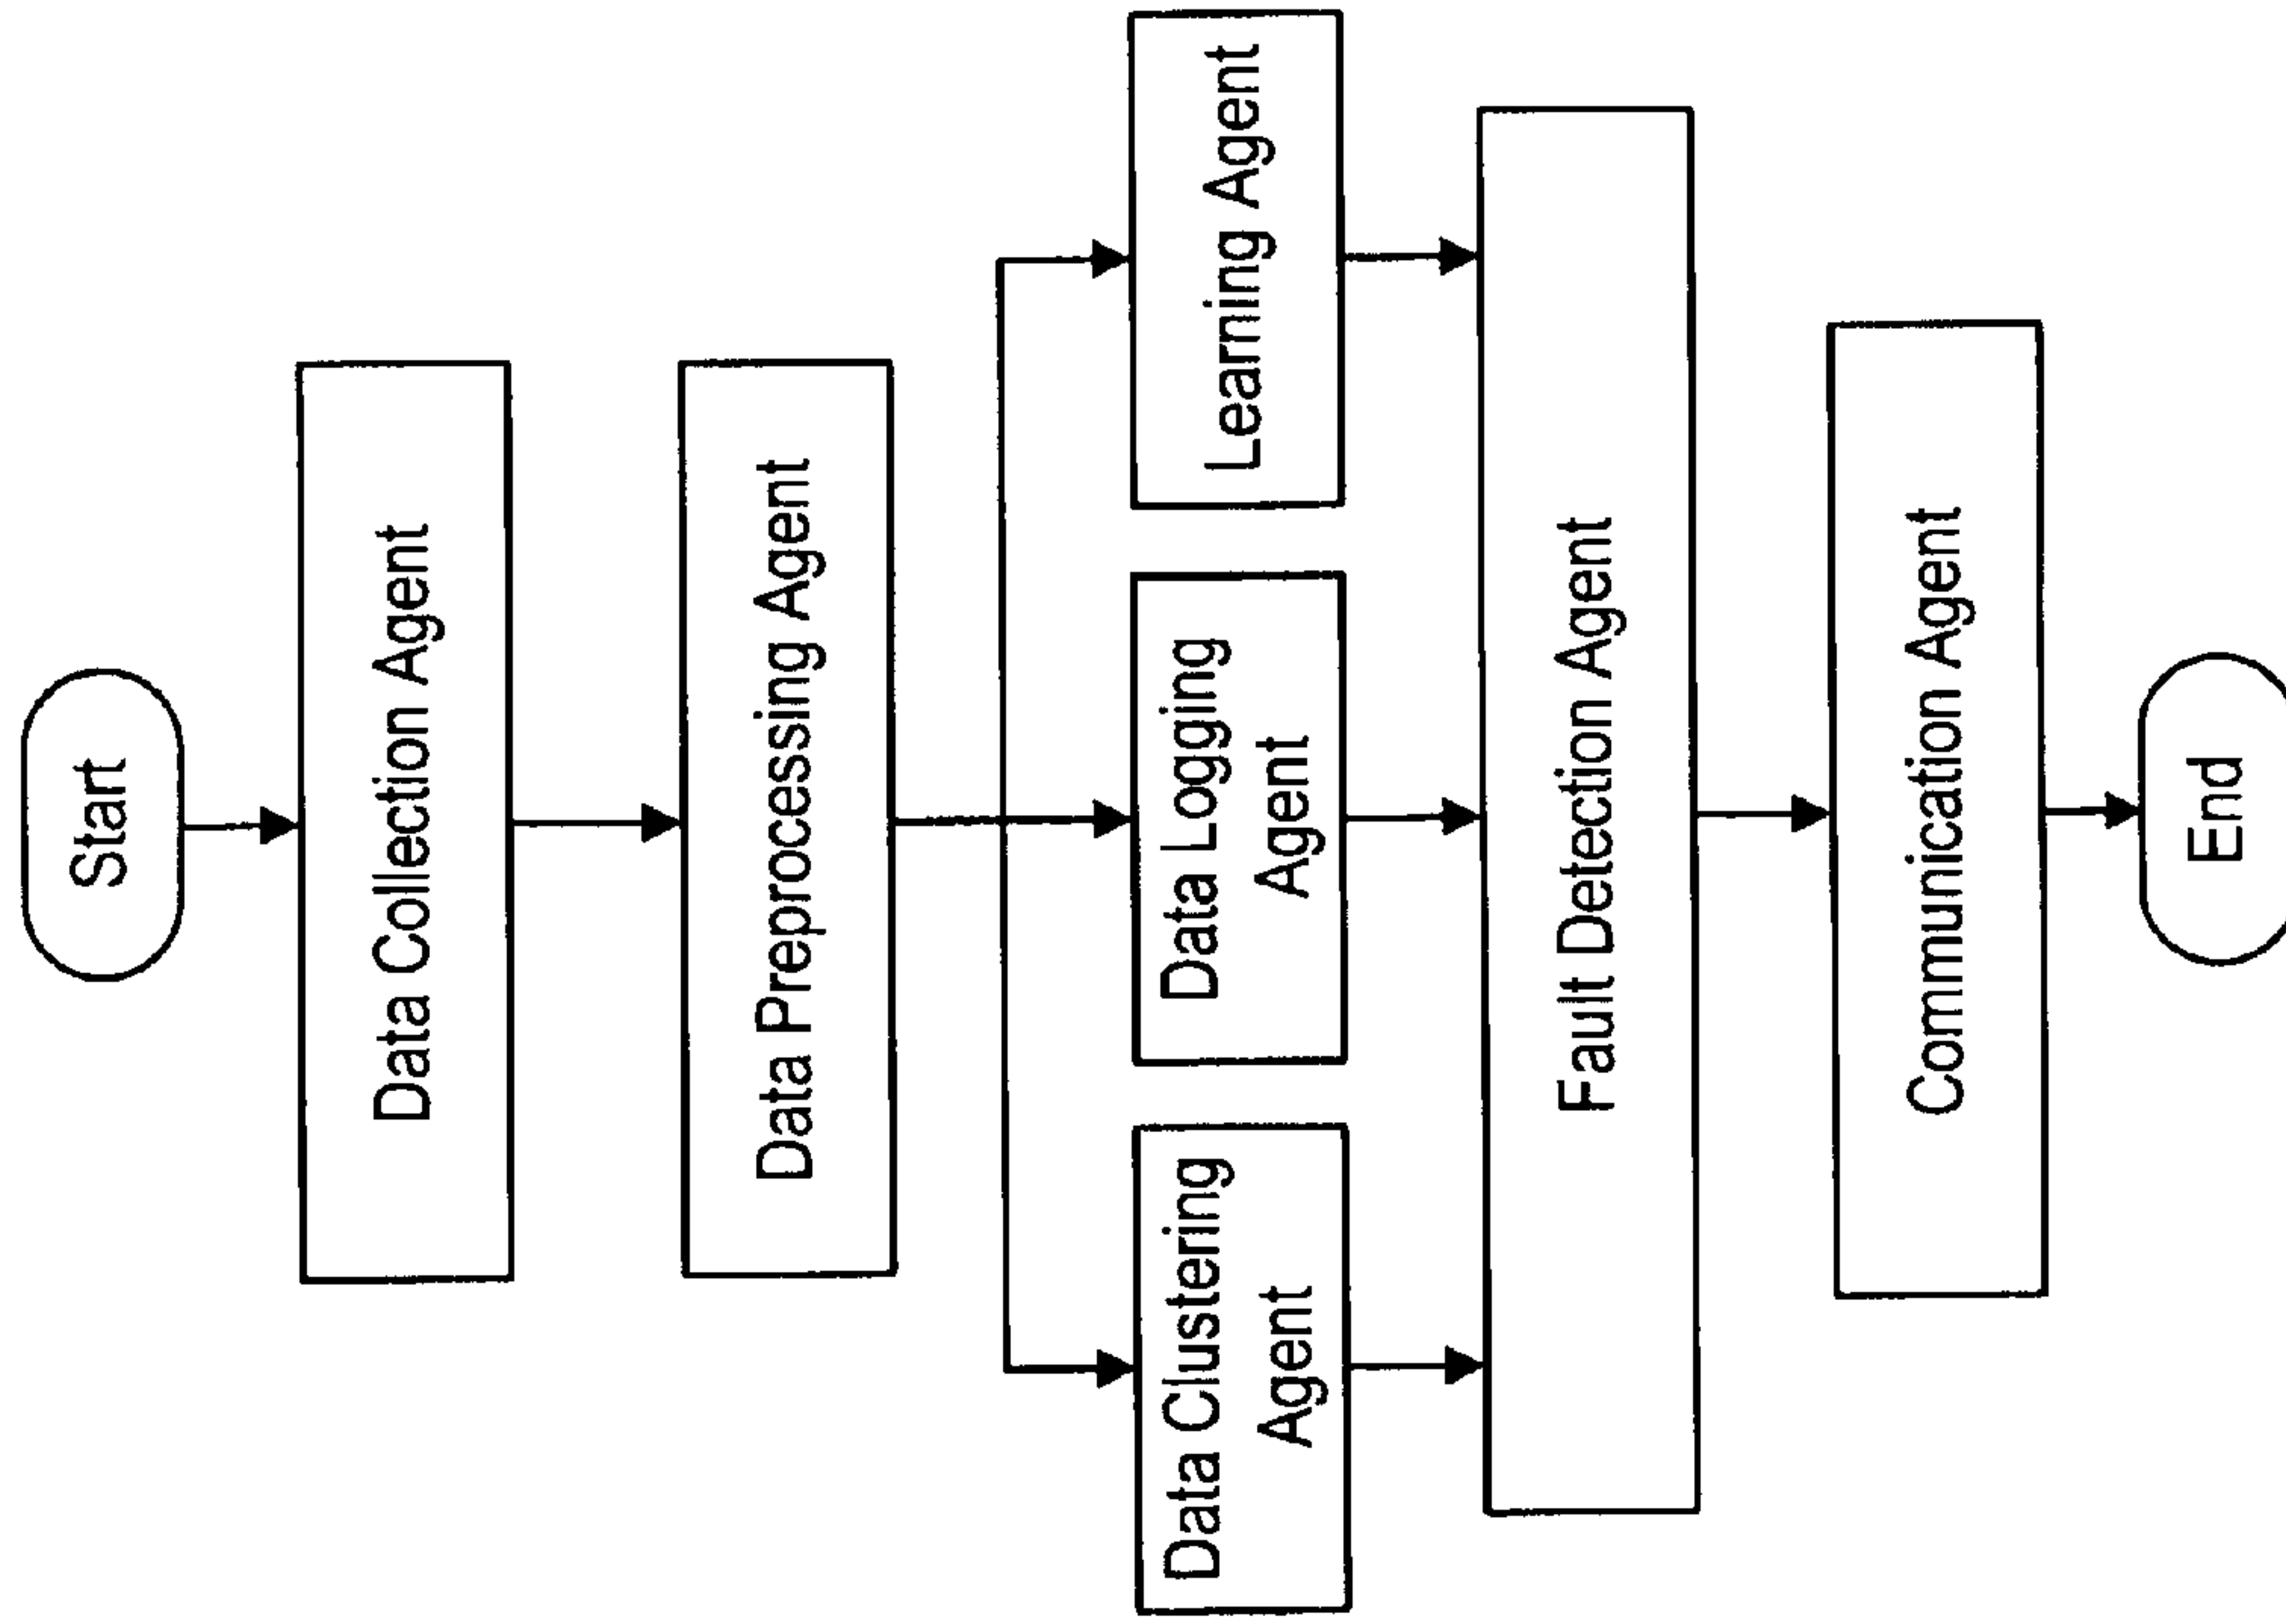 Start
Data Collection Agent
Data Preprocessing Agent
Data Clustering
Agent
Data Logging
Agent
Learning Agent
Fault Detection Agent
Communication Agent
End